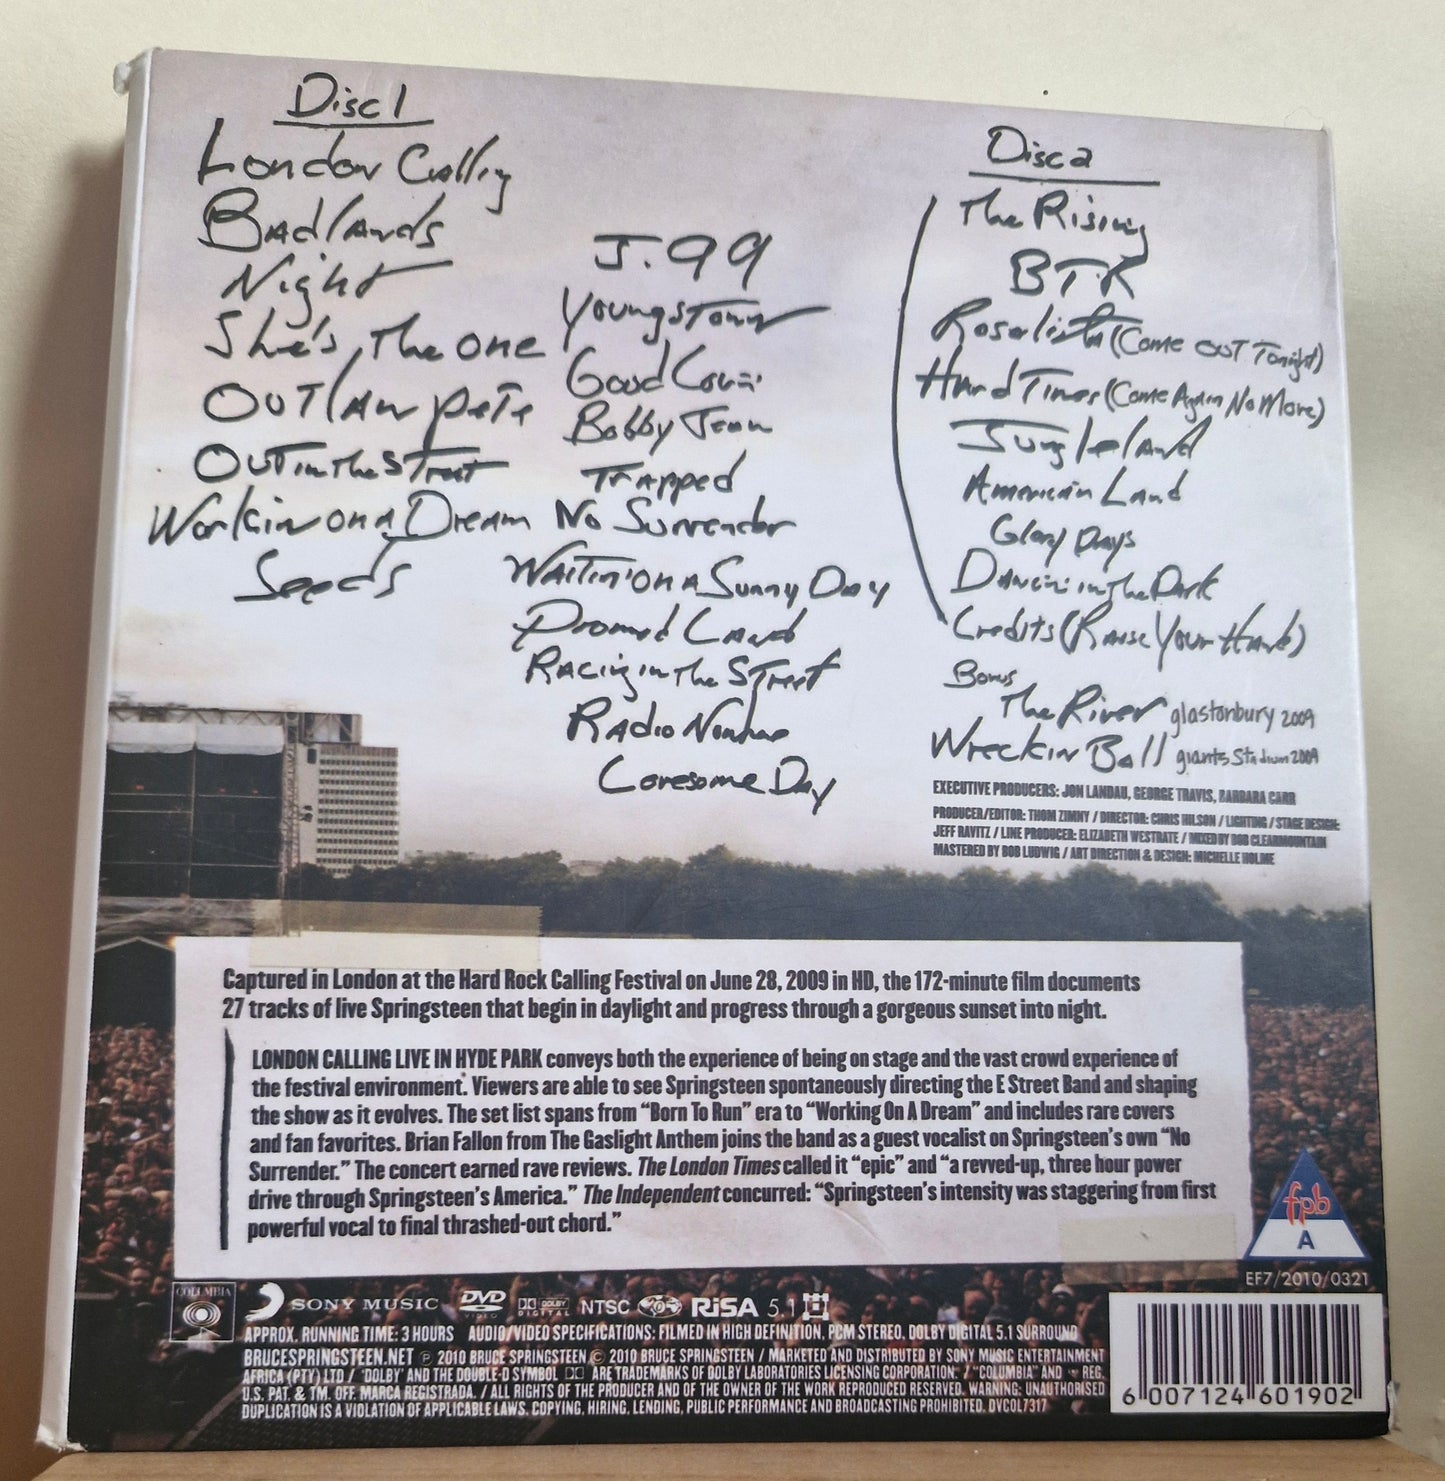 Disc 1
London Calling
Badlands
Night
She's The One
Outlaw Pete
Out in the Street
Workin on a Dream
Seeds
J. 99
Youngstown
Good Lovin'
Bobby Jean
Trapped
No Surrender
Waitin' on a Sunny Day
Promised Land
Racing in the Street
Radio Nowhere
Lonesome Day
Disc 2
The Rising
BTR
Rosalita (Come Out Tonight)
Hard Times (Come Again No More)
Jungleland
American Land
Glory Days
Dancin' in the Dark
Credits (Raise Your Hand)
Bonus
The River glastonbury 2009
Wreckin Ball giants Stadium 2009
EXECUTIVE PRODUCERS: JON LANDAU, GEORGE TRAVIS, BARBARA CARR
PRODUCER/EDITOR: THOM ZIMNY / DIRECTOR: CHRIS HILSON / LIGHTING / STAGE DESIGN:
JEFF RAVITZ / LINE PRODUCER: ELIZABETH WESTRATE / MIXED BY BOB CLEARMOUNTAIN
MASTERED BY BOB LUDWIG / ART DIRECTION & DESIGN: MICHELLE HOLME
Captured in London at the Hard Rock Calling Festival on June 28, 2009 in HD, the 172-minute film documents
27 tracks of live Springsteen that begin in daylight and progress through a gorgeous sunset into night.
LONDON CALLING LIVE IN HYDE PARK conveys both the experience of being on stage and the vast crowd experience of
the festival environment. Viewers are able to see Springsteen spontaneously directing the E Street Band and shaping
the show as it evolves. The set list spans from “Born To Run” era to “Working On A Dream” and includes rare covers
and fan favorites. Brian Fallon from The Gaslight Anthem joins the band as a guest vocalist on Springsteen's own “No
Surrender.” The concert earned rave reviews. The London Times called it “epic” and “a revved-up, three hour power
drive through Springsteen's America.” The Independent concurred: “Springsteen's intensity was staggering from first
powerful vocal to final thrashed-out chord.”
fpb
A
EF7/2010/0321
COLUMBIA
SONY MUSIC DVD VIDEO DOLBY DIGITAL NTSC RiSA 5.1
APPROX. RUNNING TIME: 3 HOURS AUDIO/VIDEO SPECIFICATIONS: FILMED IN HIGH DEFINITION, PCM STEREO, DOLBY DIGITAL 5.1 SURROUND
BRUCESPRINGSTEEN.NET ℗ 2010 BRUCE SPRINGSTEEN © 2010 BRUCE SPRINGSTEEN / MARKETED AND DISTRIBUTED BY SONY MUSIC ENTERTAINMENT
AFRICA (PTY) LTD / 'DOLBY' AND THE DOUBLE-D SYMBOL ARE TRADEMARKS OF DOLBY LABORATORIES LICENSING CORPORATION. / "COLUMBIA" AND REG.
U.S. PAT. & TM. OFF. MARCA REGISTRADA. / ALL RIGHTS OF THE PRODUCER AND OF THE OWNER OF THE WORK REPRODUCED RESERVED. WARNING: UNAUTHORISED
DUPLICATION IS A VIOLATION OF APPLICABLE LAWS. COPYING, HIRING, LENDING, PUBLIC PERFORMANCE AND BROADCASTING PROHIBITED. DVCOL7317
6 007124 601902